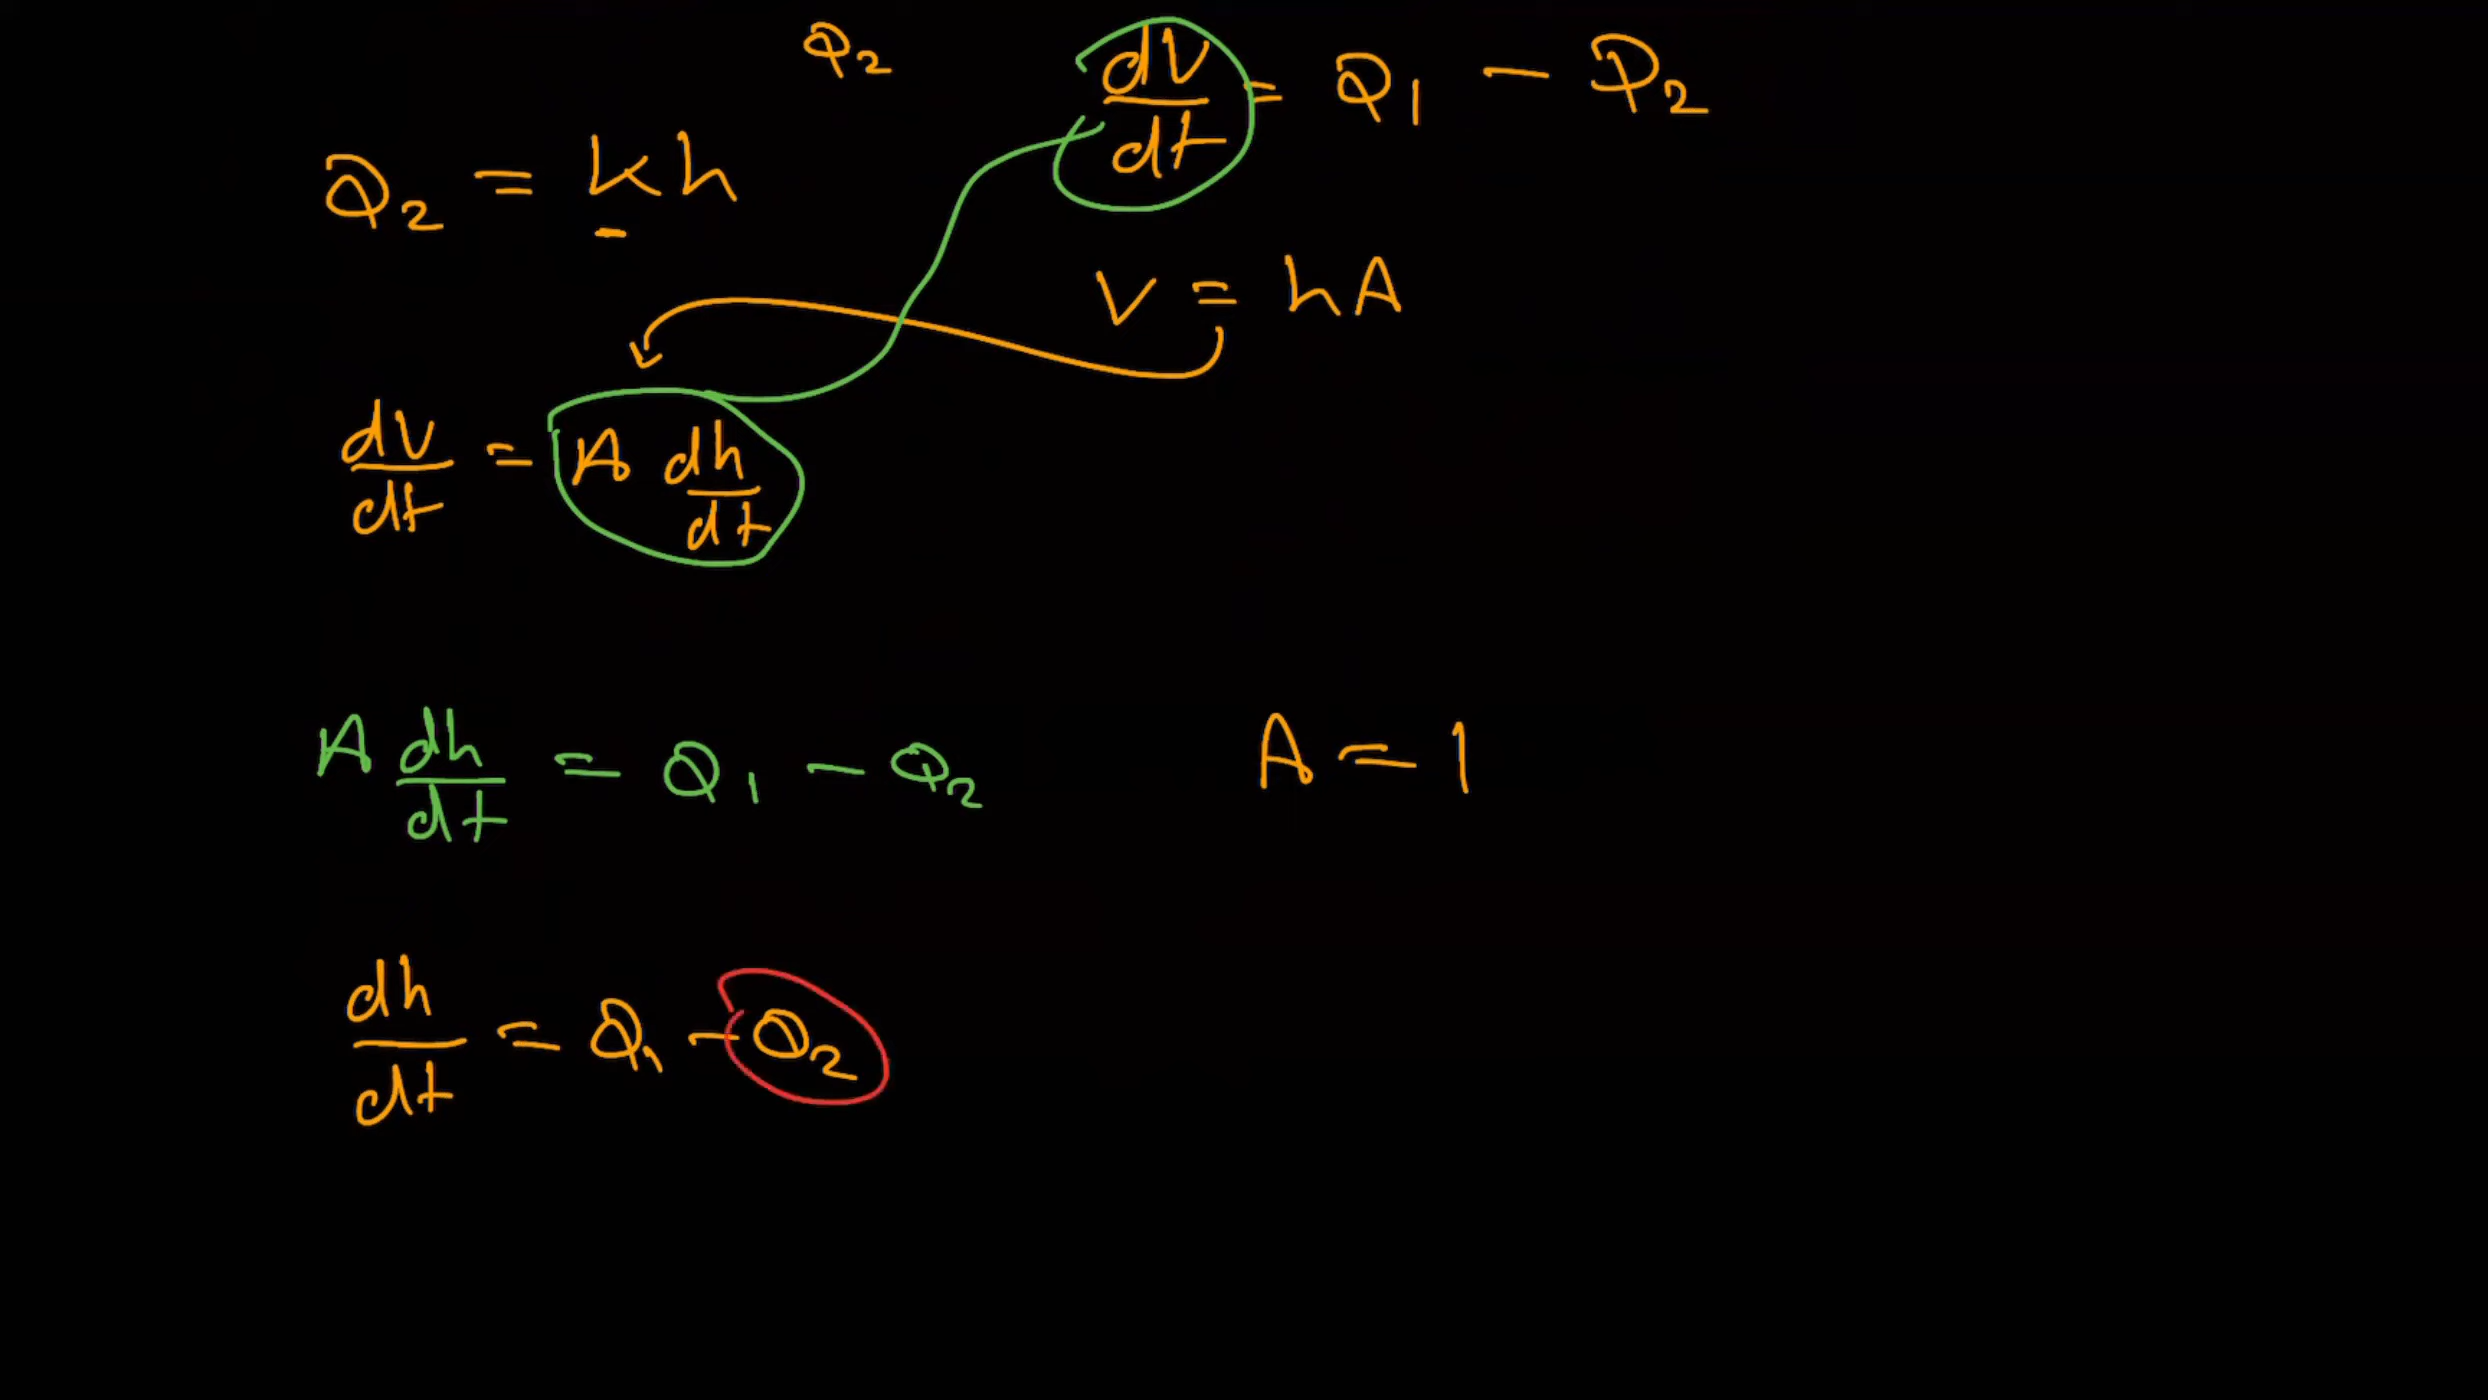 Q₂
dV/dt = Q₁ - Q₂
Q₂ = kh
V = hA
dV/dt = A dh/dt
A dh/dt = Q₁ - Q₂
A = 1
dh/dt = Q₁ - Q₂